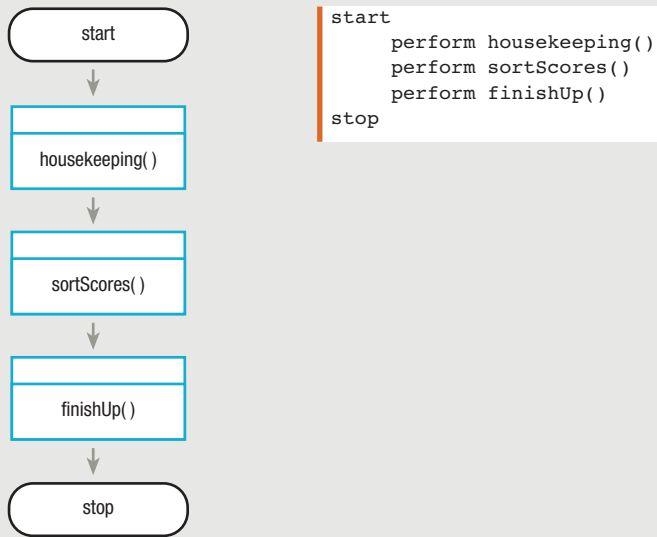 start
housekeeping( )
sortScores( )
finishUp( )
stop
start
perform housekeeping()
perform sortScores()
perform finishUp()
stop